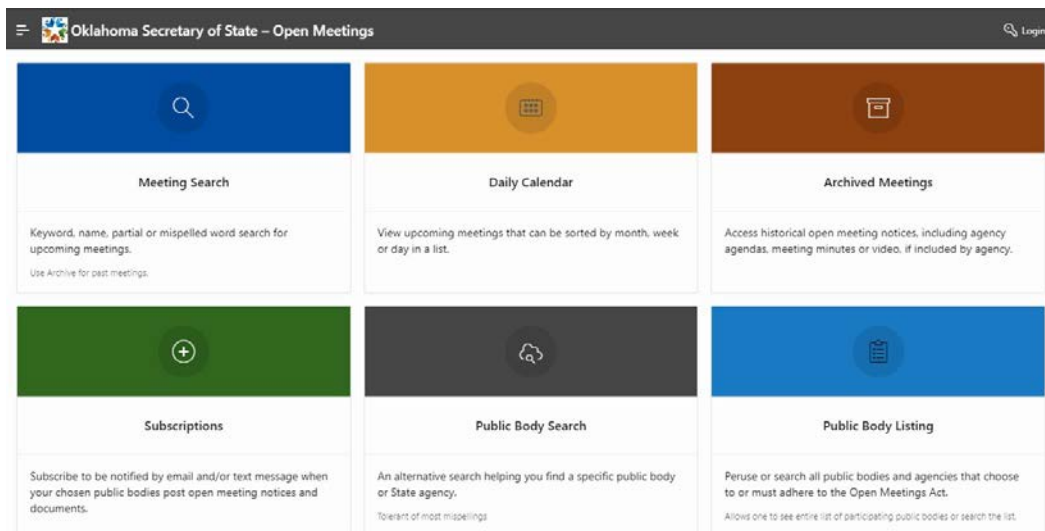 Oklahoma Secretary of State – Open Meetings
Login
Meeting Search
Keyword, name, partial or mispelled word search for
upcoming meetings.
Use Archive for past meetings.
Daily Calendar
View upcoming meetings that can be sorted by month, week
or day in a list.
Archived Meetings
Access historical open meeting notices, including agency
agendas, meeting minutes or video, if included by agency.
Subscriptions
Subscribe to be notified by email and/or text message when
your chosen public bodies post open meeting notices and
documents.
Public Body Search
An alternative search helping you find a specific public body
or State agency.
Tolerant of most mispellings
Public Body Listing
Peruse or search all public bodies and agencies that choose
to or must adhere to the Open Meetings Act.
Allows one to see entire list of participating public bodies or search the list.